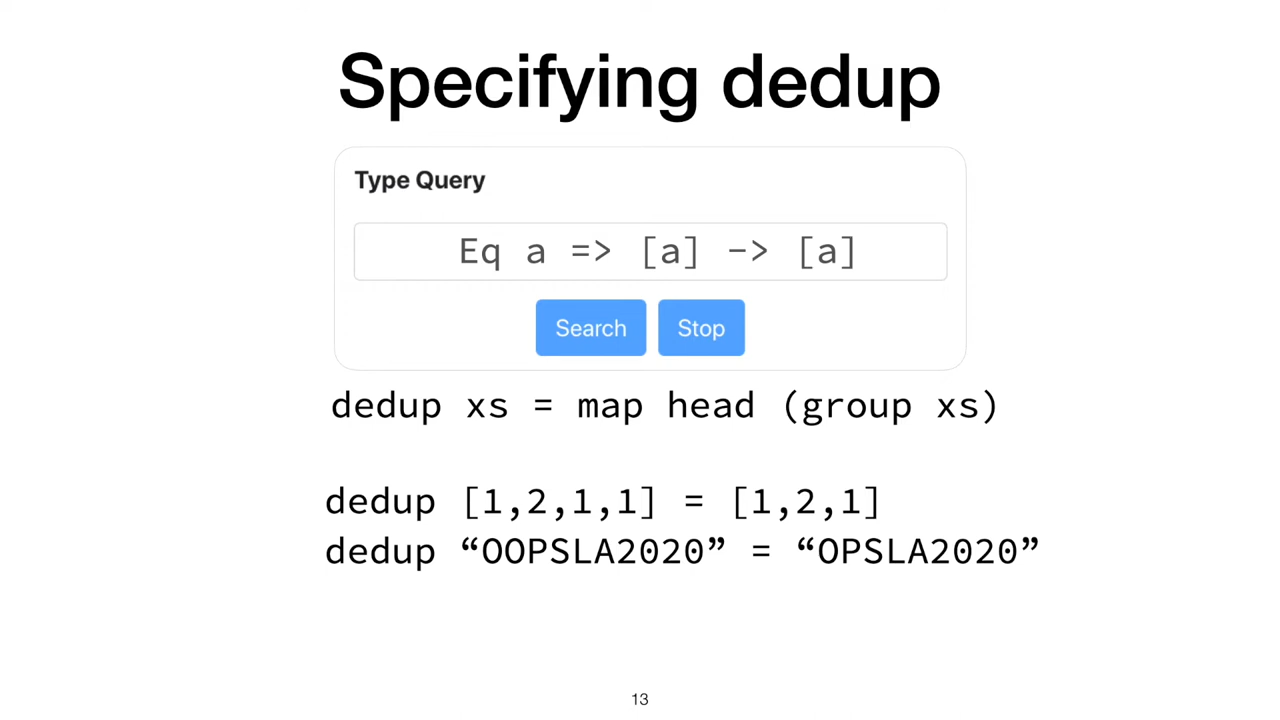 Specifying dedup
Type Query
Eq a => [a] -> [a]
Search Stop
dedup xs = map head (group xs)
dedup [1,2,1,1] = [1,2,1]
dedup “OOPSLA2020” = “OPSLA2020”
13